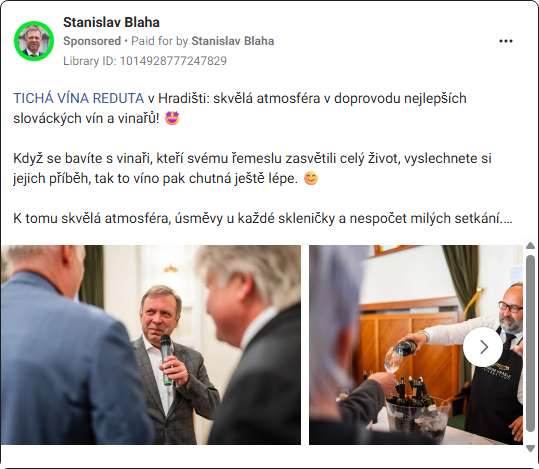 Stanislav Blaha
Sponsored • Paid for by Stanislav Blaha
Library ID: 1014928777247829
TICHÁ VÍNA REDUTA v Hradišti: skvělá atmosféra v doprovodu nejlepších
slováckých vín a vinařů! 🤩
Když se bavíte s vinaři, kteří svému řemeslu zasvětili celý život, vyslechnete si
jejich příběh, tak to víno pak chutná ještě lépe. 😊
K tomu skvělá atmosféra, úsměvy u každé skleničky a nespočet milých setkání....